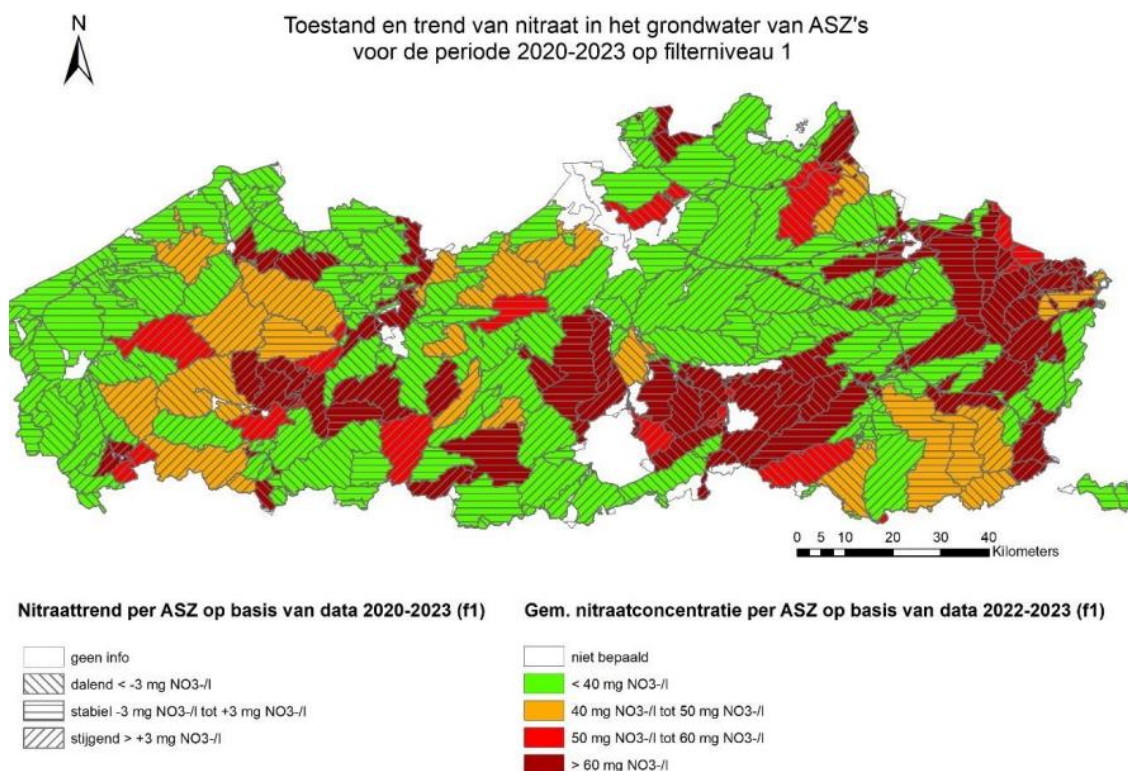 N
Toestand en trend van nitraat in het grondwater van ASZ's
voor de periode 2020-2023 op filterniveau 1
0 5 10 20 30 40
Kilometers
Nitraattrend per ASZ op basis van data 2020-2023 (f1)
geen info
dalend < -3 mg NO3-/l
stabiel -3 mg NO3-/l tot +3 mg NO3-/l
stijgend > +3 mg NO3-/l
Gem. nitraatconcentratie per ASZ op basis van data 2022-2023 (f1)
niet bepaald
< 40 mg NO3-/l
40 mg NO3-/l tot 50 mg NO3-/l
50 mg NO3-/l tot 60 mg NO3-/l
> 60 mg NO3-/l